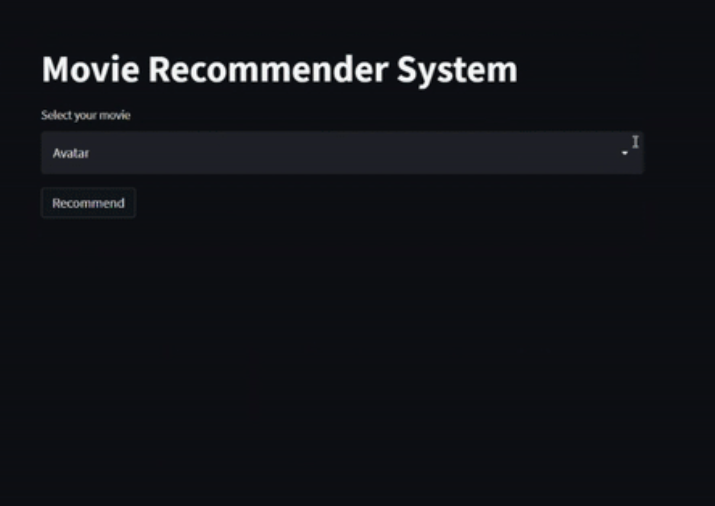 Movie Recommender System
Select your movie
Avatar
Recommend